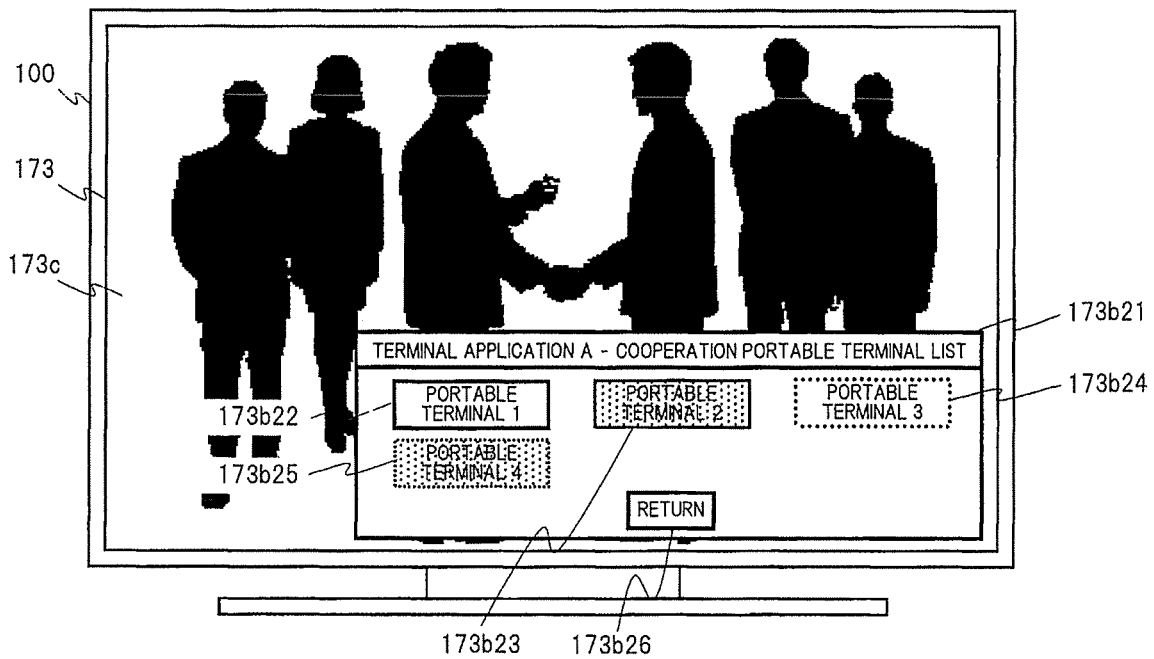 100
173
173c
173b21
TERMINAL APPLICATION A - COOPERATION PORTABLE TERMINAL LIST
173b22
PORTABLE
TERMINAL 1
PORTABLE
TERMINAL 2
PORTABLE
TERMINAL 3
173b24
173b25
PORTABLE
TERMINAL 4
RETURN
173b23
173b26